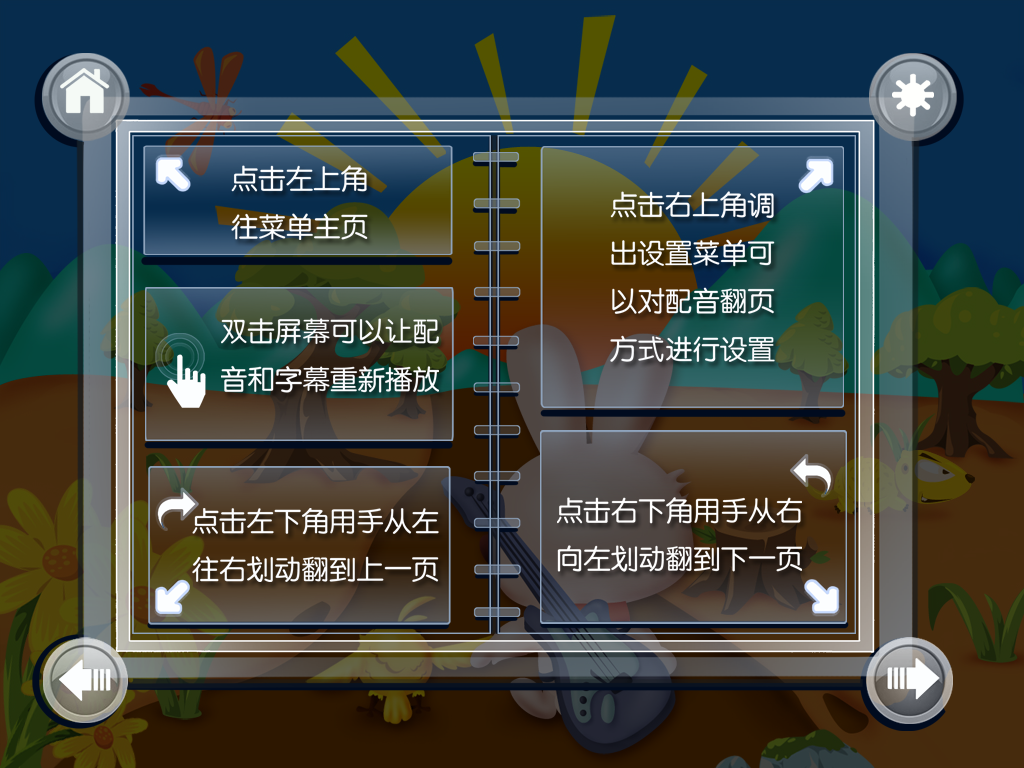 点击左上角
往菜单主页
双击屏幕可以让配
音和字幕重新播放
点击左下角用手从左
往右划动翻到上一页
点击右上角调
出设置菜单可
以对配音翻页
方式进行设置
点击右下角用手从右
向左划动翻到下一页